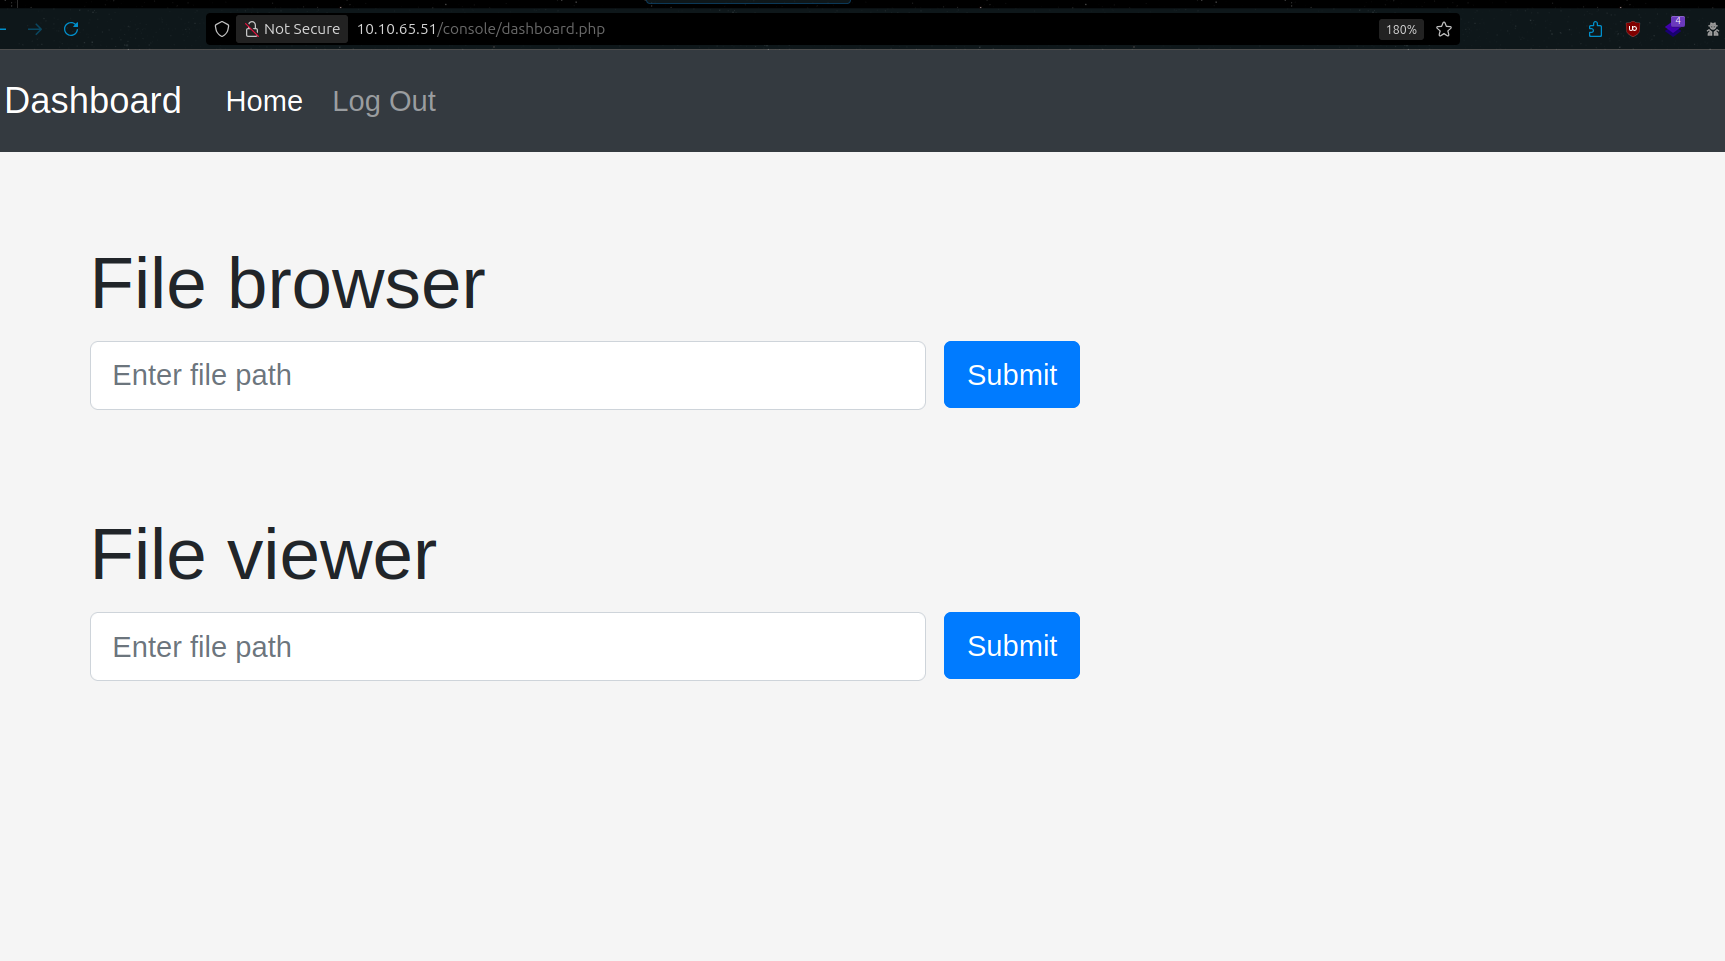 Not Secure 10.10.65.51/console/dashboard.php 180% 4
Dashboard Home Log Out
File browser
Enter file path Submit
File viewer
Enter file path Submit